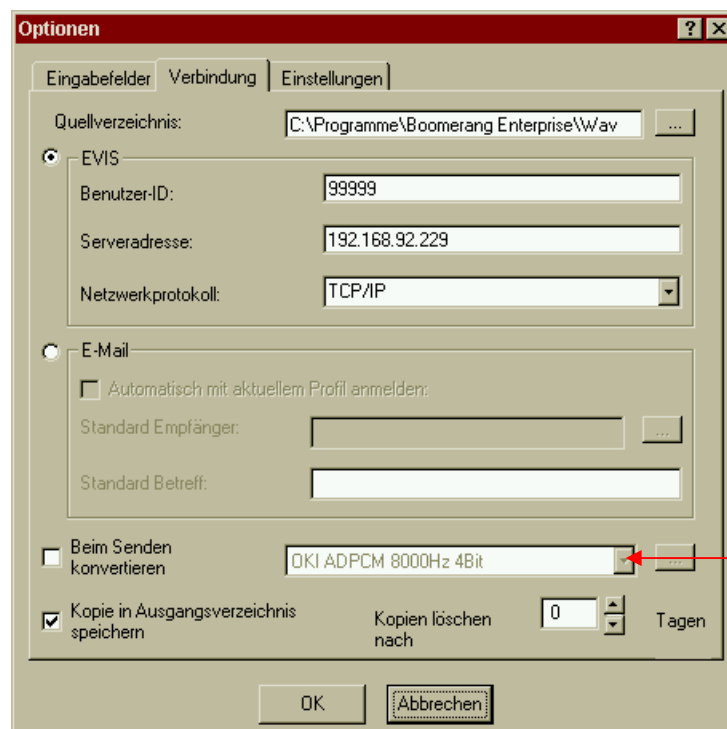 Optionen
Eingabefelder Verbindung Einstellungen
Quellverzeichnis: C:\Programme\Boomerang Enterprise\Wav ...
EVIS
Benutzer-ID: 99999
Serveradresse: 192.168.92.229
Netzwerkprotokoll: TCP/IP
E-Mail
Automatisch mit aktuellem Profil anmelden:
Standard Empfänger: ...
Standard Betreff:
Beim Senden
konvertieren
OKI ADPCM 8000Hz 4Bit ...
Kopie in Ausgangsverzeichnis
speichern
Kopien löschen
nach
0 Tagen
OK Abbrechen